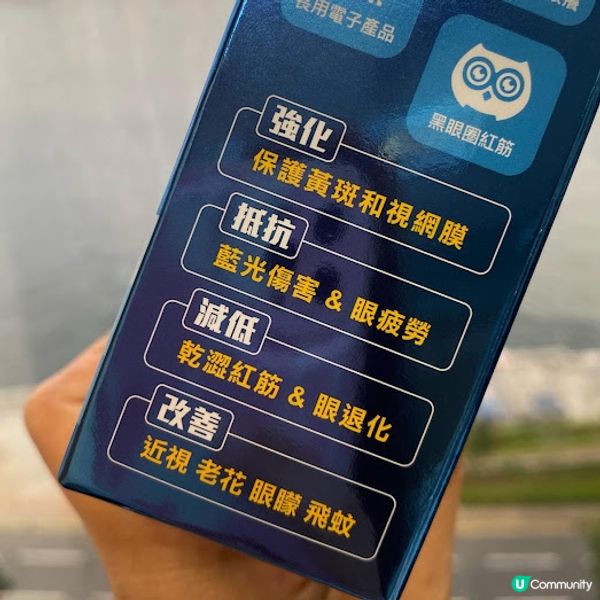 長用電子產品
黑眼圈紅筋
強化
保護黃斑和視網膜
抵抗
藍光傷害 & 眼疲勞
減低
乾澀紅筋 & 眼退化
改善
近視 老花 眼矇 飛蚊
U Community